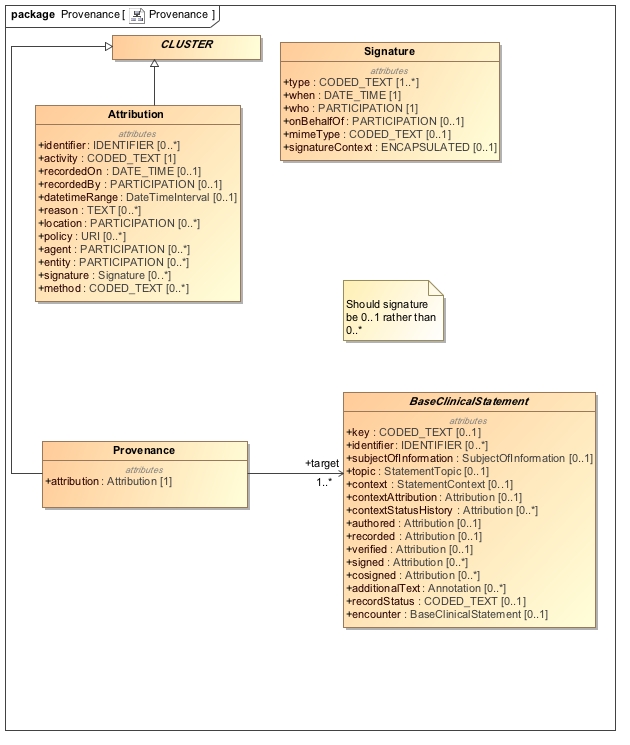 package Provenance [ Provenance ]
CLUSTER
Signature
attributes
+type : CODED_TEXT [1..*]
+when : DATE_TIME [1]
+who : PARTICIPATION [1]
+onBehalfOf : PARTICIPATION [0..1]
+mimeType : CODED_TEXT [0..1]
+signatureContext : ENCAPSULATED [0..1]
Attribution
attributes
+identifier : IDENTIFIER [0..*]
+activity : CODED_TEXT [1]
+recordedOn : DATE_TIME [0..1]
+recordedBy : PARTICIPATION [0..1]
+datetimeRange : DateTimeInterval [0..1]
+reason : TEXT [0..*]
+location : PARTICIPATION [0..*]
+policy : URI [0..*]
+agent : PARTICIPATION [0..*]
+entity : PARTICIPATION [0..*]
+signature : Signature [0..*]
+method : CODED_TEXT [0..*]
Should signature
be 0..1 rather than
0..*
BaseClinicalStatement
attributes
+key : CODED_TEXT [0..1]
+identifier : IDENTIFIER [0..*]
+subjectOfInformation : SubjectOfInformation [0..1]
+topic : StatementTopic [0..1]
+context : StatementContext [0..1]
+contextAttribution : Attribution [0..1]
+contextStatusHistory : Attribution [0..*]
+authored : Attribution [0..1]
+recorded : Attribution [0..1]
+verified : Attribution [0..1]
+signed : Attribution [0..*]
+cosigned : Attribution [0..*]
+additionalText : Annotation [0..*]
+recordStatus : CODED_TEXT [0..1]
+encounter : BaseClinicalStatement [0..1]
Provenance
attributes
+attribution : Attribution [1]
+target
1..*